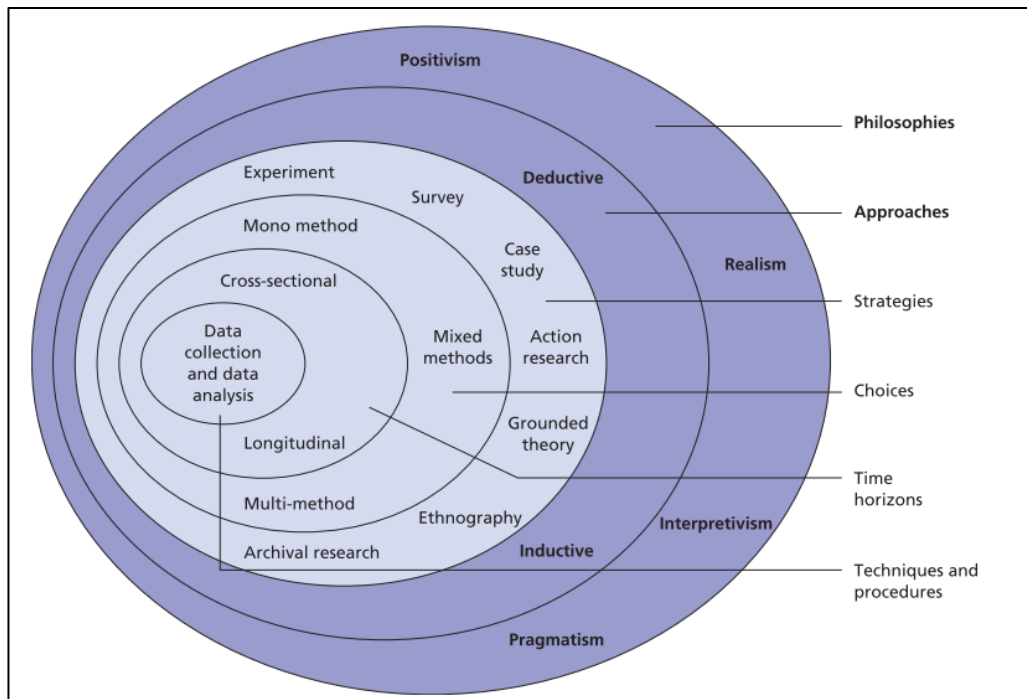 Positivism
Philosophies
Experiment
Deductive
Survey
Approaches
Mono method
Case
study
Realism
Cross-sectional
Strategies
Data
collection
and data
analysis
Mixed
methods
Action
research
Choices
Grounded
theory
Longitudinal
Time
horizons
Multi-method
Ethnography
Interpretivism
Archival research
Inductive
Techniques and
procedures
Pragmatism